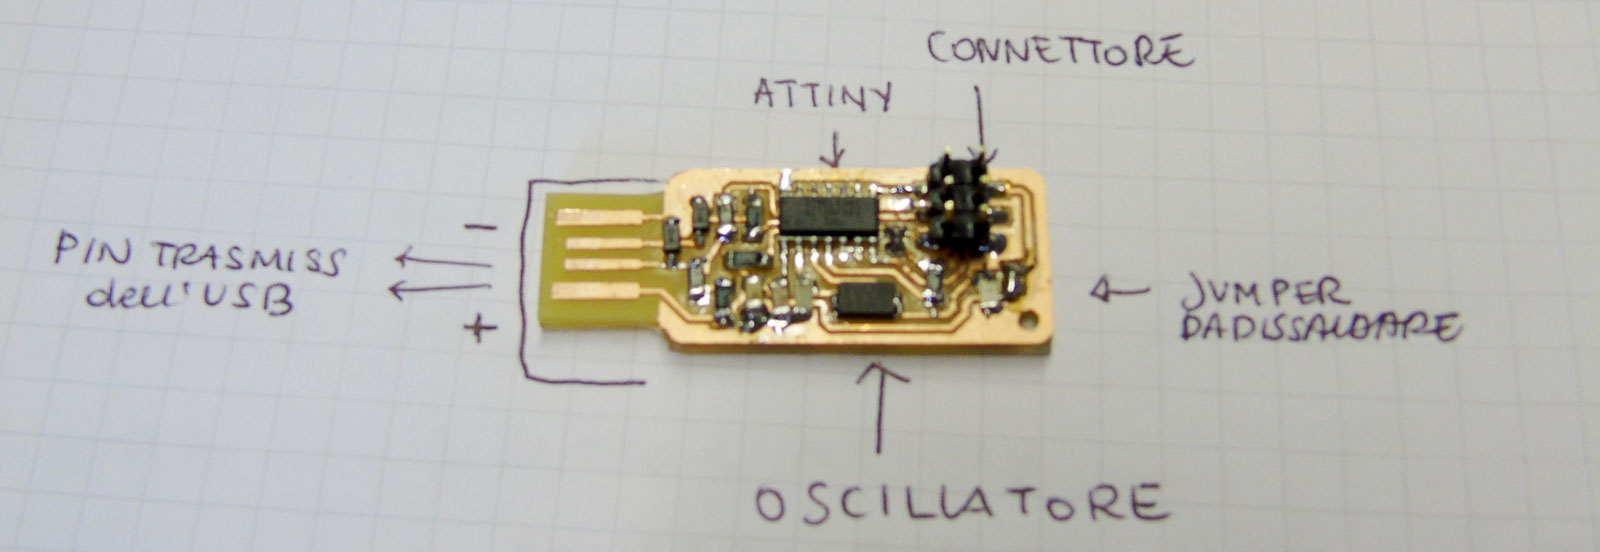 CONNETTORE
ATTINY
-
PIN TRASMISS
dell'USB
+
JUMPER
DADISSALDARE
OSCILLATORE